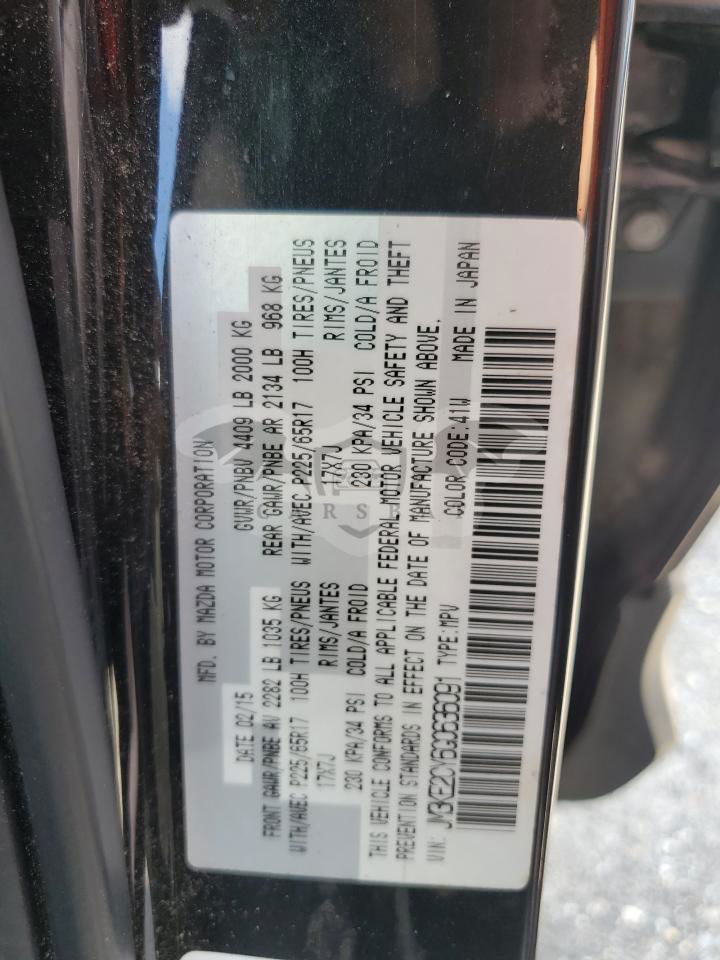 MFD. BY MAZDA MOTOR CORPORATION
DATE 02/15 GVWR/PNBV 4409 LB 2000 KG
FRONT GAWR/PNBE AV 2282 LB 1035 KG REAR GAWR/PNBE AR 2134 LB 968 KG
WITH/AVEC P225/65R17 100H TIRES/PNEUS WITH/AVEC P225/65R17 100H TIRES/PNEUS
17X7J RIMS/JANTES 17X7J RIMS/JANTES
230 KPA/34 PSI COLD/A FROID 230 KPA/34 PSI COLD/A FROID
THIS VEHICLE CONFORMS TO ALL APPLICABLE FEDERAL MOTOR VEHICLE SAFETY AND THEFT
PREVENTION STANDARDS IN EFFECT ON THE DATE OF MANUFACTURE SHOWN ABOVE.
VIN: JM3KE2CY6G0636091 TYPE:MPV COLOR CODE:41W MADE IN JAPAN